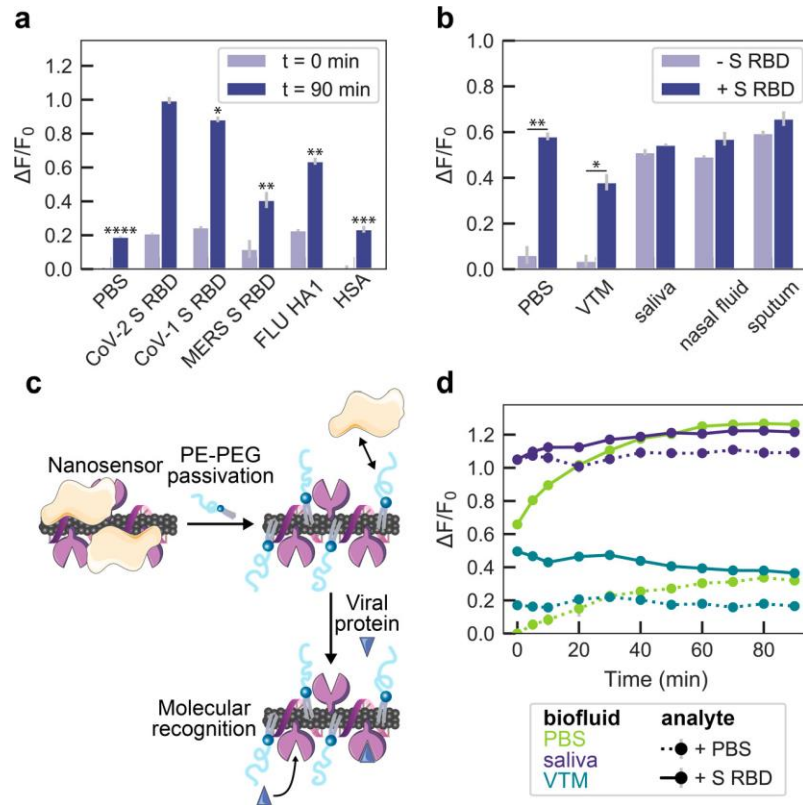 a
ΔF/F0
1.2
1.0
0.8
0.6
0.4
0.2
0.0
t = 0 min
t = 90 min
****
*
**
**
***
PBS
CoV-2 S RBD
CoV-1 S RBD
MERS S RBD
FLU HA1
HSA
b
ΔF/F0
1.0
0.8
0.6
0.4
0.2
0.0
- S RBD
+ S RBD
**
*
PBS
VTM
saliva
nasal fluid
sputum
c
Nanosensor
PE-PEG
passivation
Viral
protein
Molecular
recognition
d
ΔF/F0
1.2
1.0
0.8
0.6
0.4
0.2
0.0
0 20 40 60 80
Time (min)
biofluid
PBS
saliva
VTM
analyte
+ PBS
+ S RBD